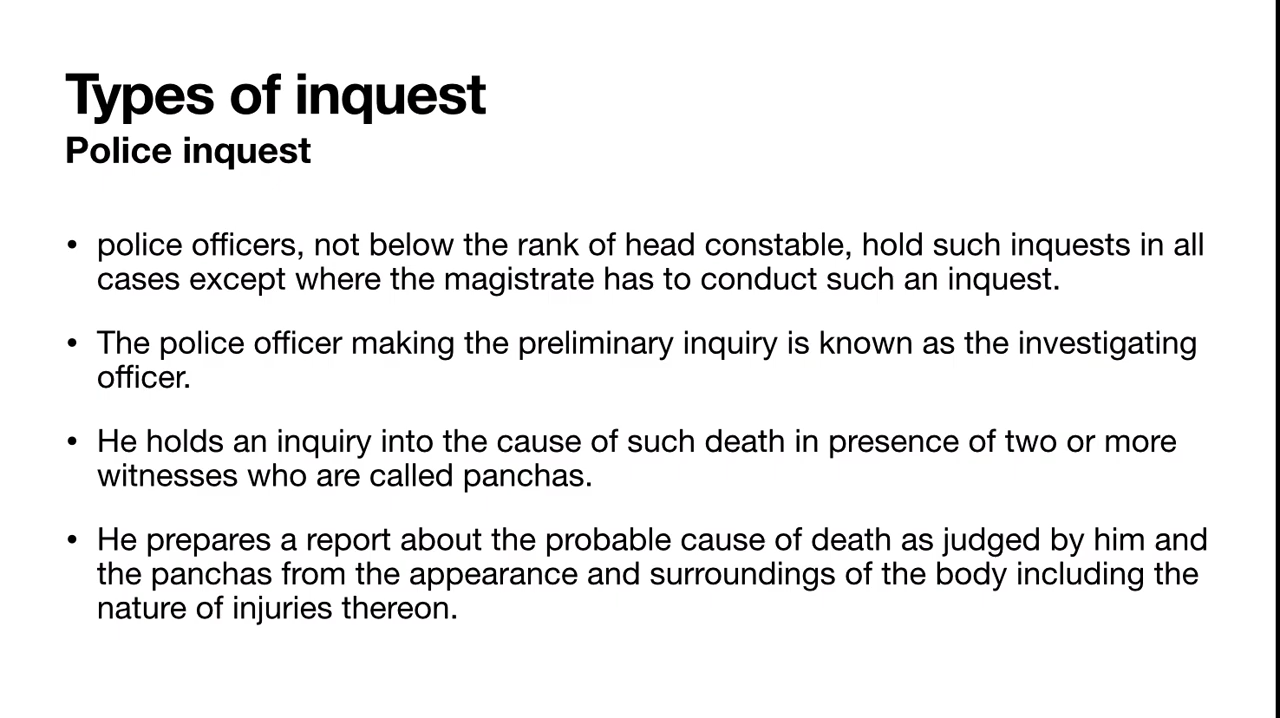 Types of inquest
Police inquest
• police officers, not below the rank of head constable, hold such inquests in all
cases except where the magistrate has to conduct such an inquest.
• The police officer making the preliminary inquiry is known as the investigating
officer.
• He holds an inquiry into the cause of such death in presence of two or more
witnesses who are called panchas.
• He prepares a report about the probable cause of death as judged by him and
the panchas from the appearance and surroundings of the body including the
nature of injuries thereon.